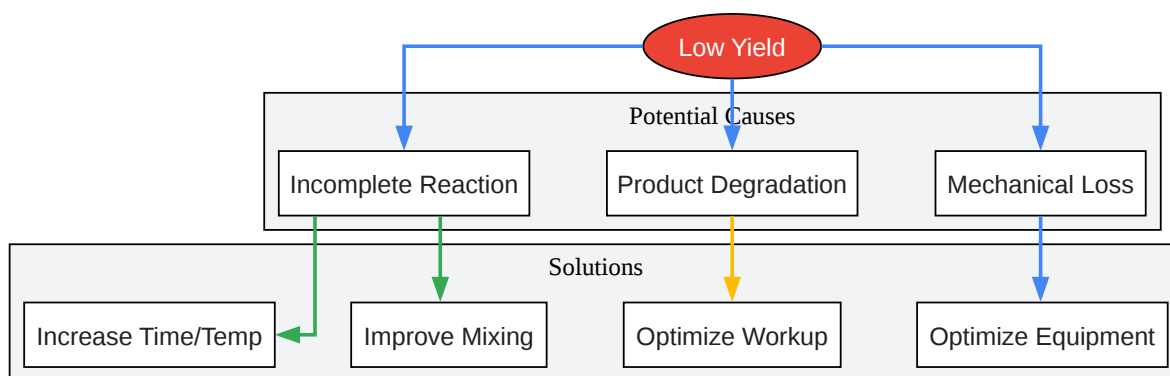 Low Yield
Potential Causes
Incomplete Reaction
Product Degradation
Mechanical Loss
Solutions
Increase Time/Temp
Improve Mixing
Optimize Workup
Optimize Equipment